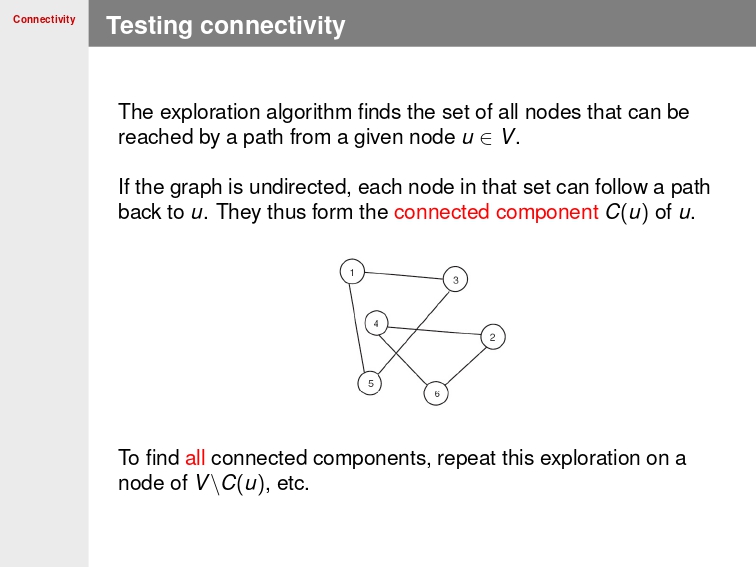 Connectivity
Testing connectivity
The exploration algorithm finds the set of all nodes that can be
reached by a path from a given node u ∈ V.
If the graph is undirected, each node in that set can follow a path
back to u. They thus form the connected component C(u) of u.
1
3
4
2
5
6
To find all connected components, repeat this exploration on a
node of V\C(u), etc.